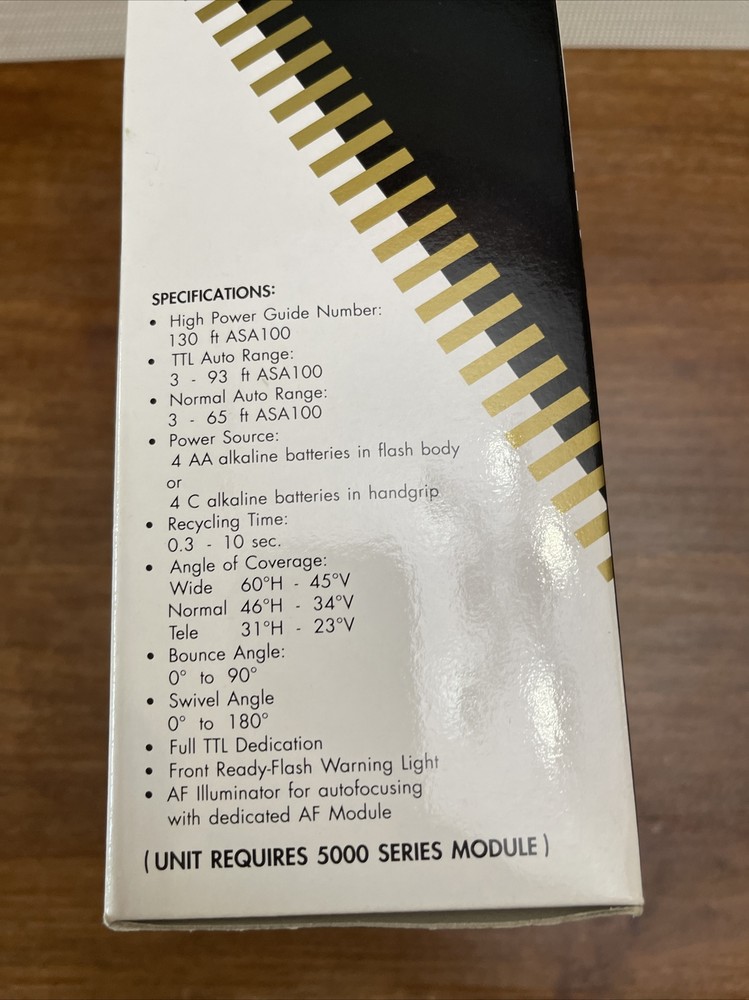 SPECIFICATIONS:
• High Power Guide Number:
130 ft ASA100
• TTL Auto Range:
3 - 93 ft ASA100
• Normal Auto Range:
3 - 65 ft ASA100
• Power Source:
4 AA alkaline batteries in flash body
or
4 C alkaline batteries in handgrip
• Recycling Time:
0.3 - 10 sec.
• Angle of Coverage:
Wide 60°H - 45°V
Normal 46°H - 34°V
Tele 31°H - 23°V
• Bounce Angle:
0° to 90°
• Swivel Angle
0° to 180°
• Full TTL Dedication
• Front Ready-Flash Warning Light
• AF Illuminator for autofocusing
with dedicated AF Module
(UNIT REQUIRES 5000 SERIES MODULE)